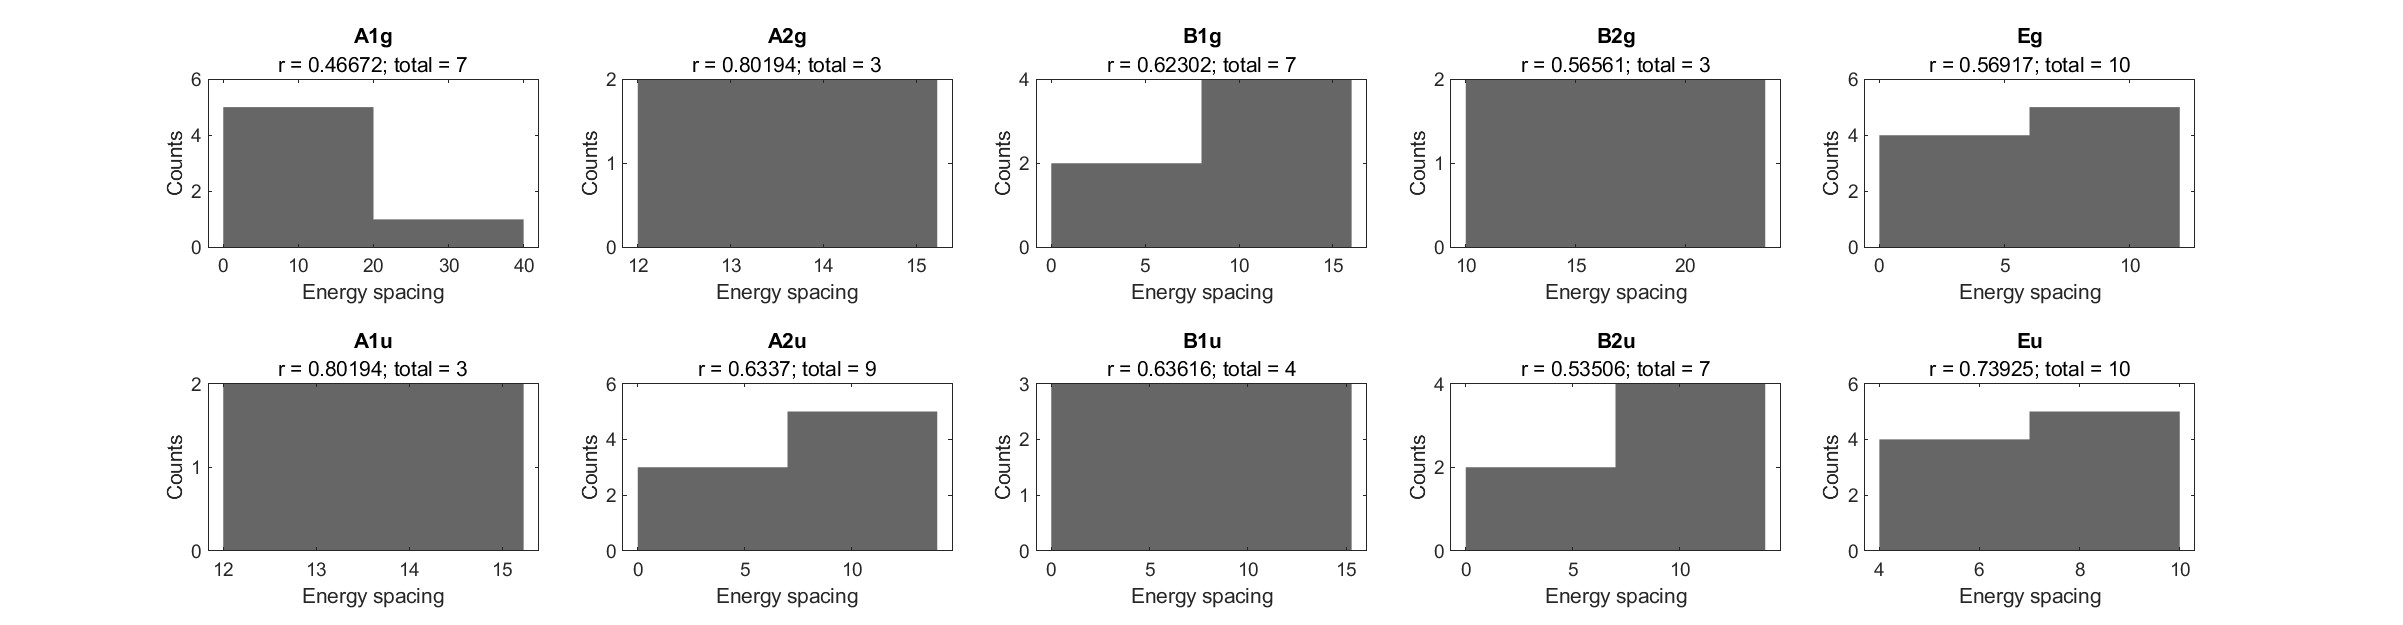 A1g
r = 0.46672; total = 7
6
4
2
0
Counts
0 10 20 30 40
Energy spacing
A2g
r = 0.80194; total = 3
2
1
0
Counts
12 13 14 15
Energy spacing
B1g
r = 0.62302; total = 7
4
2
0
Counts
0 5 10 15
Energy spacing
B2g
r = 0.56561; total = 3
2
1
0
Counts
10 15 20
Energy spacing
Eg
r = 0.56917; total = 10
6
4
2
0
Counts
0 5 10
Energy spacing
A1u
r = 0.80194; total = 3
2
1
0
Counts
12 13 14 15
Energy spacing
A2u
r = 0.6337; total = 9
6
4
2
0
Counts
0 5 10
Energy spacing
B1u
r = 0.63616; total = 4
3
2
1
0
Counts
0 5 10 15
Energy spacing
B2u
r = 0.53506; total = 7
4
2
0
Counts
0 5 10
Energy spacing
Eu
r = 0.73925; total = 10
6
4
2
0
Counts
4 6 8 10
Energy spacing